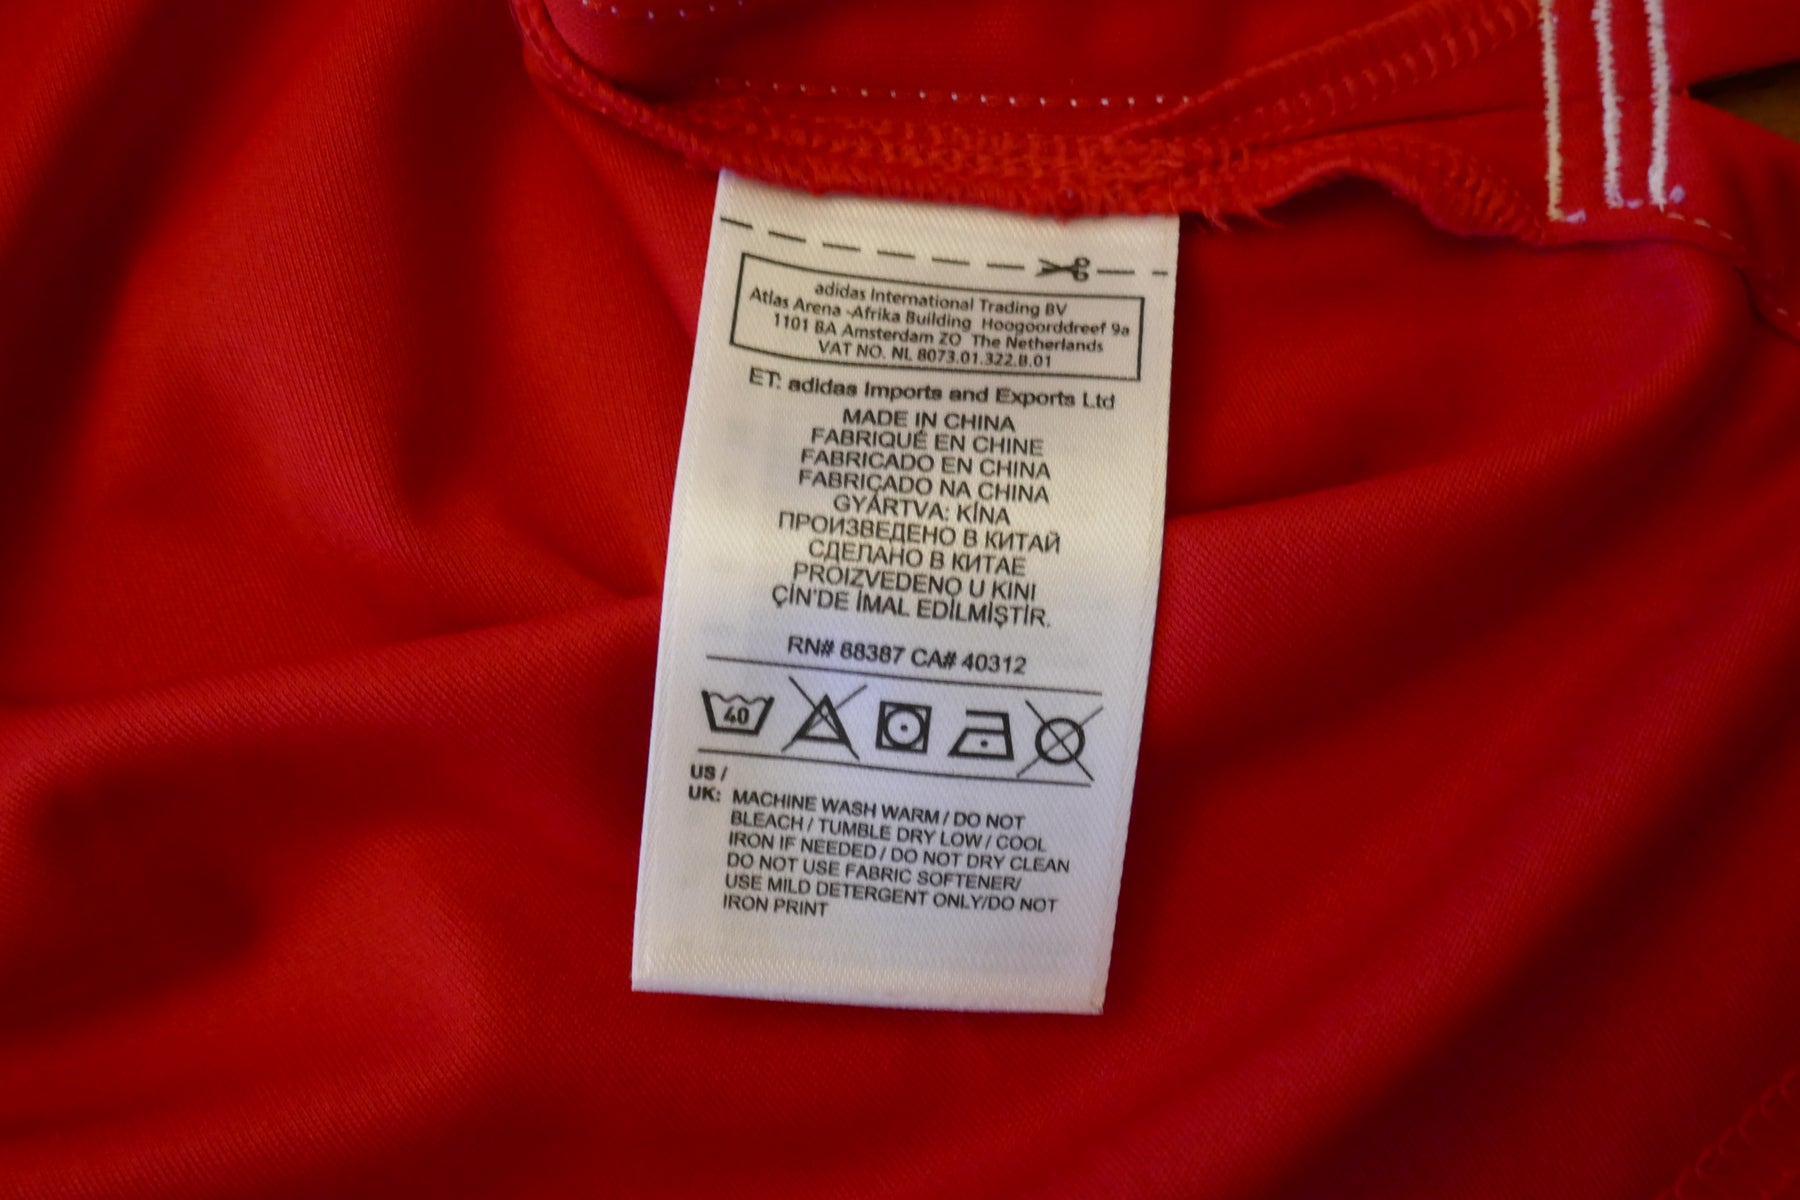 adidas International Trading BV
Atlas Arena -Afrika Building Hoogoorddreef 9a
1101 BA Amsterdam ZO The Netherlands
VAT NO. NL 8073.01.322.B.01
ET: adidas Imports and Exports Ltd
MADE IN CHINA
FABRIQUÉ EN CHINE
FABRICADO EN CHINA
FABRICADO NA CHINA
GYÁRTVA: KÍNA
ПРОИЗВЕДЕНО В КИТАЙ
СДЕЛАНО В КИТАЕ
PROIZVEDENO U KINI
ÇİN'DE İMAL EDİLMİŞTİR.
RN# 88387 CA# 40312
40
US /
UK: MACHINE WASH WARM / DO NOT
BLEACH / TUMBLE DRY LOW / COOL
IRON IF NEEDED / DO NOT DRY CLEAN
DO NOT USE FABRIC SOFTENER/
USE MILD DETERGENT ONLY/DO NOT
IRON PRINT